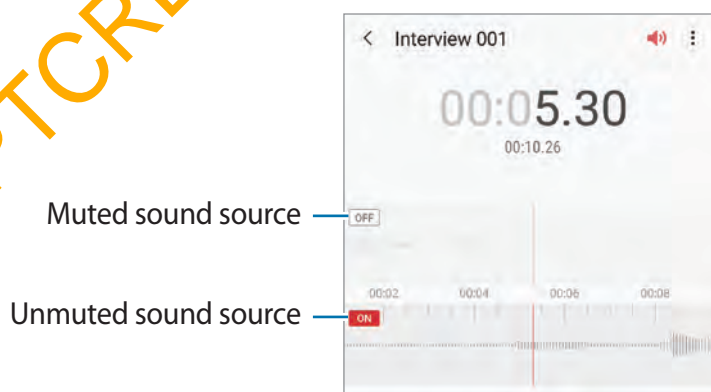 Interview 001
00:05.30
00:10.26
Muted sound source
OFF
00:02 00:04 00:06 00:08
Unmuted sound source
ON